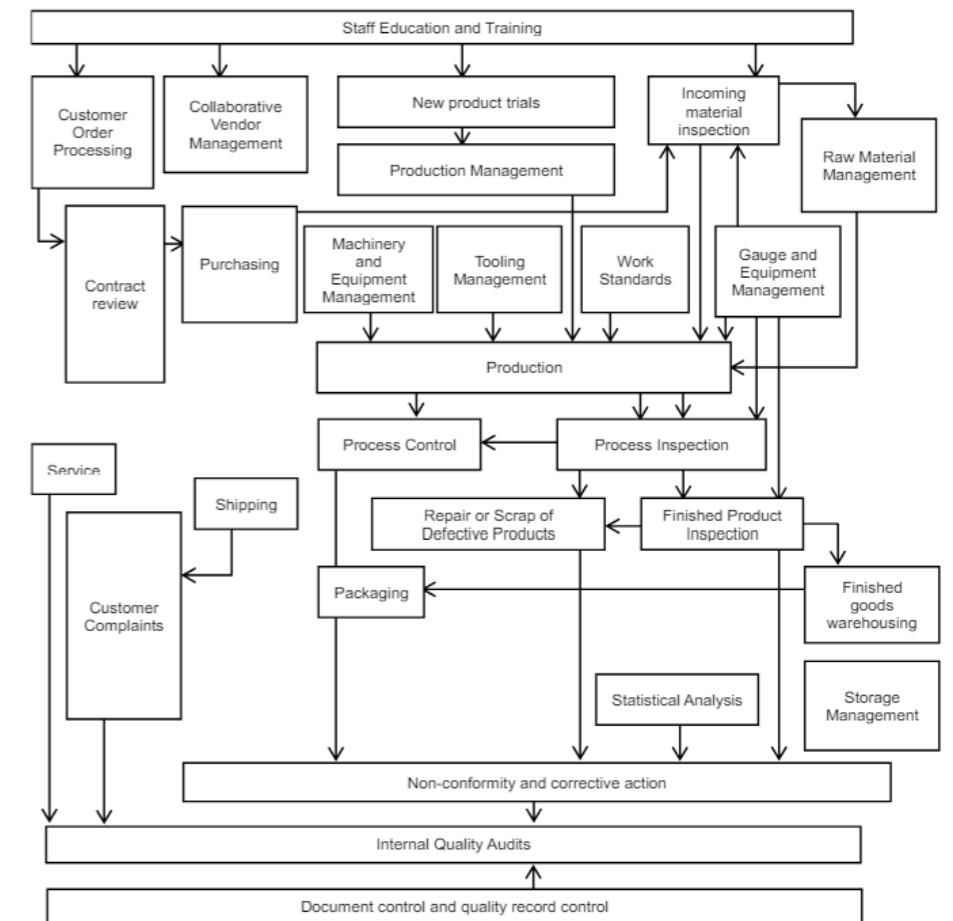 Staff Education and Training
Customer
Order
Processing
Collaborative
Vendor
Management
New product trials
Incoming
material
inspection
Production Management
Raw Material
Management
Contract
review
Purchasing
Machinery
and
Equipment
Management
Tooling
Management
Work
Standards
Gauge and
Equipment
Management
Production
Process Control
Process Inspection
Service
Shipping
Repair or Scrap of
Defective Products
Finished Product
Inspection
Customer
Complaints
Packaging
Finished
goods
warehousing
Statistical Analysis
Storage
Management
Non-conformity and corrective action
Internal Quality Audits
Document control and quality record control